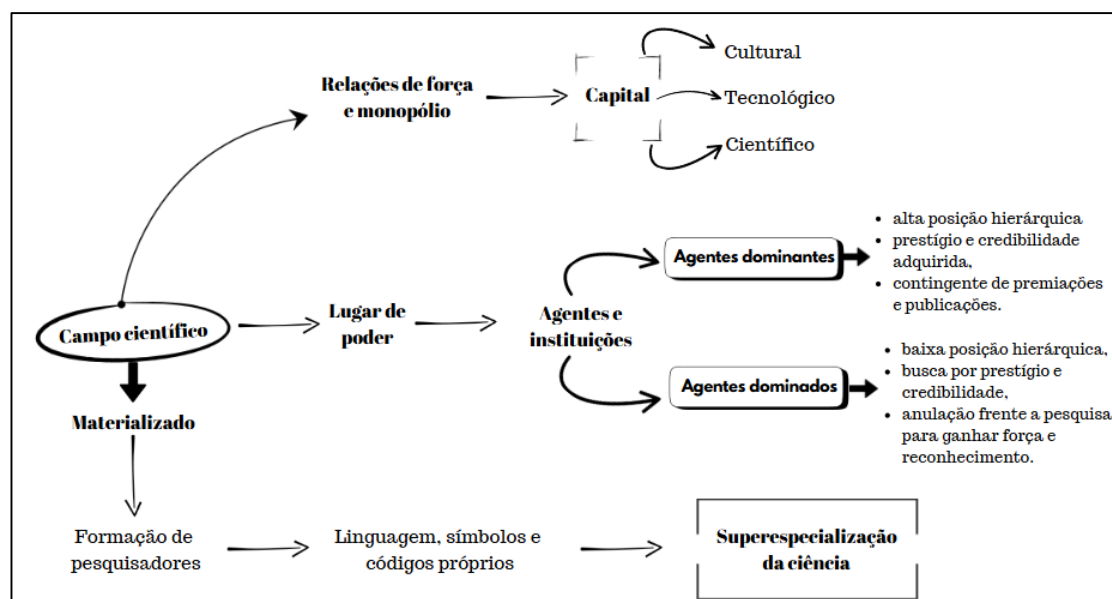 Relações de força
e monopólio
Capital
Cultural
Tecnológico
Científico
Campo científico
Lugar de
poder
Agentes e
instituições
Agentes dominantes
• alta posição hierárquica
• prestígio e credibilidade
adquirida,
• contingente de premiações
e publicações.
Agentes dominados
• baixa posição hierárquica,
• busca por prestígio e
credibilidade,
• anulação frente a pesquisa
para ganhar força e
reconhecimento.
Materializado
Formação de
pesquisadores
Linguagem, símbolos e
códigos próprios
Superespecialização
da ciência